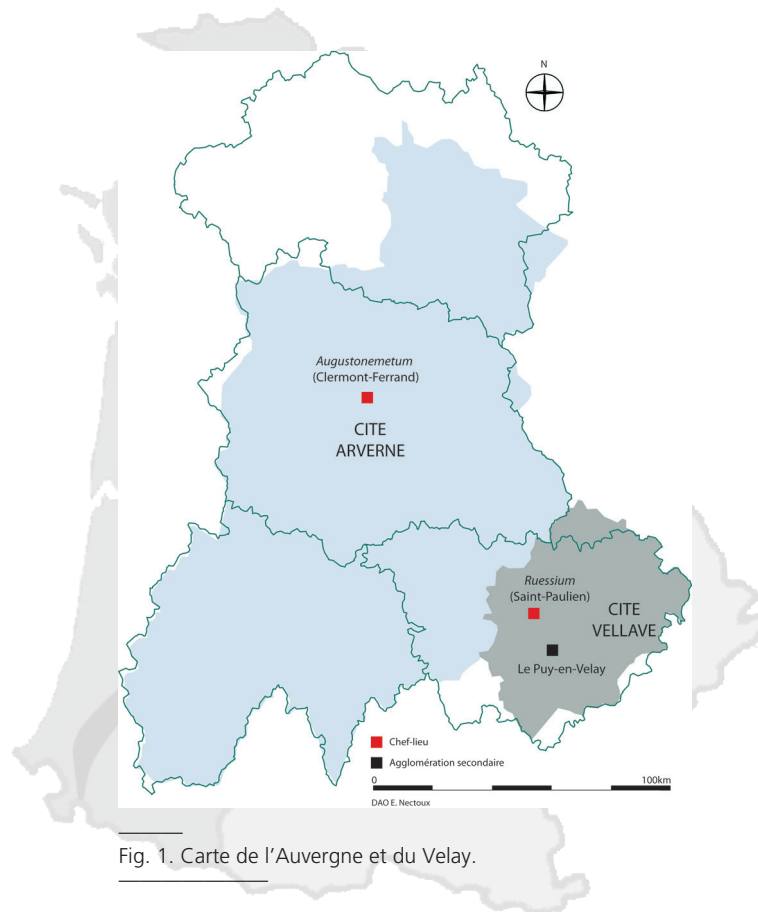 N
Augustonemetum
(Clermont-Ferrand)
CITE
ARVERNE
Ruessium
(Saint-Paulien)
CITE
VELLAVE
Le Puy-en-Velay
Chef-lieu
Agglomération secondaire
0 100km
DAO E. Nectoux
Fig. 1. Carte de l'Auvergne et du Velay.